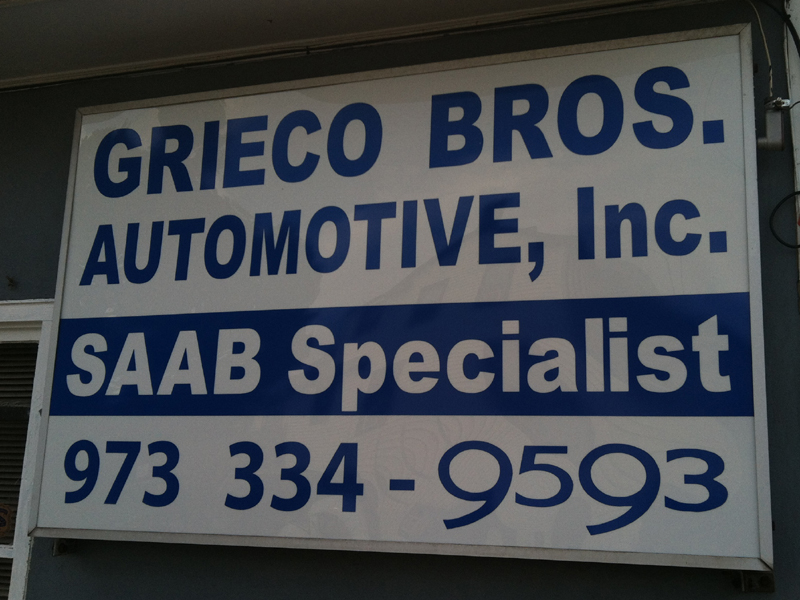 GRIECO BROS.
AUTOMOTIVE, Inc.
SAAB Specialist
973 334-9593